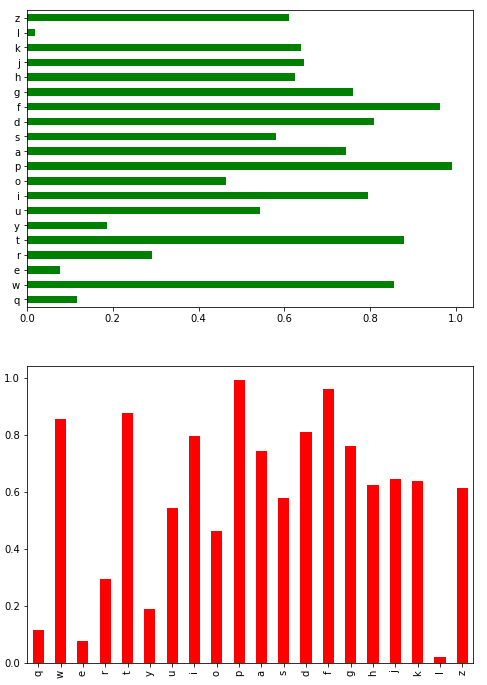 z
l
k
j
h
g
f
d
s
a
p
o
i
u
y
t
r
e
w
q
0.0 0.2 0.4 0.6 0.8 1.0
1.0
0.8
0.6
0.4
0.2
0.0
q w e r t y u i o p a s d f g h j k l z